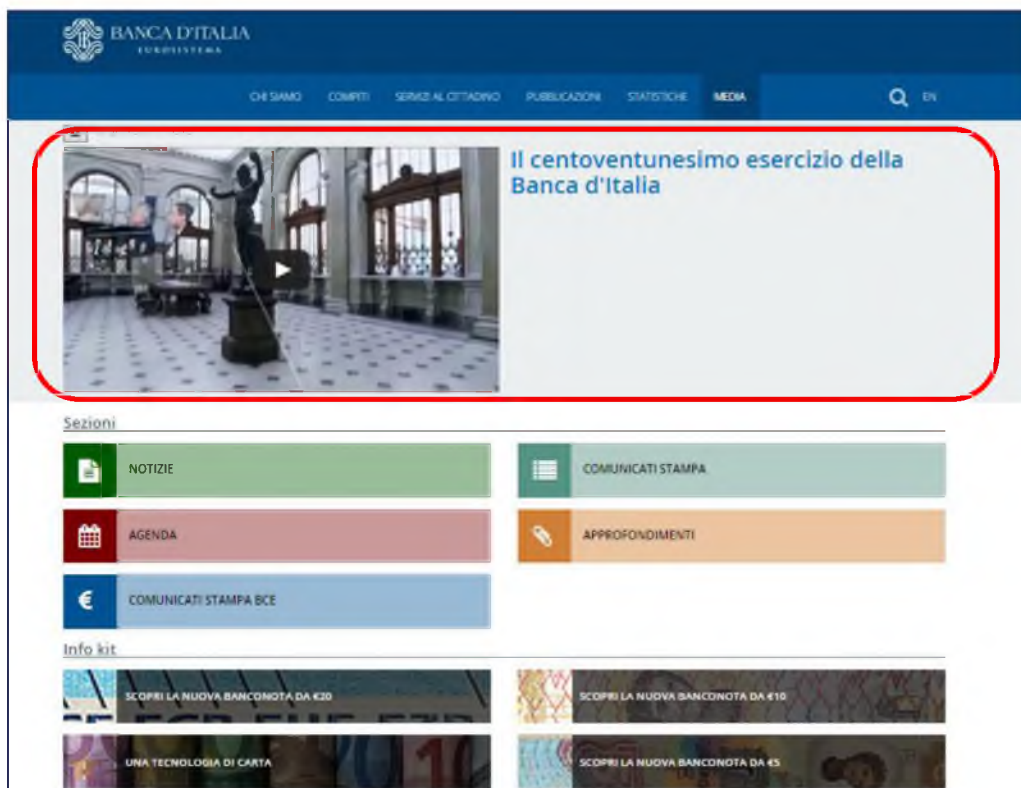 BANCA D'ITALIA
EUROSISTEMA
CHI SIAMO COMPITI SERVIZI AL CITTADINO PUBBLICAZIONI STATISTICHE MEDIA EN
Il centoventunesimo esercizio della
Banca d'Italia
Sezioni
NOTIZIE COMUNICATI STAMPA
AGENDA APPROFONDIMENTI
€ COMUNICATI STAMPA BCE
Info kit
SCOPRI LA NUOVA BANCONOTA DA €20 SCOPRI LA NUOVA BANCONOTA DA €10
UNA TECNOLOGIA DI CARTA SCOPRI LA NUOVA BANCONOTA DA €5